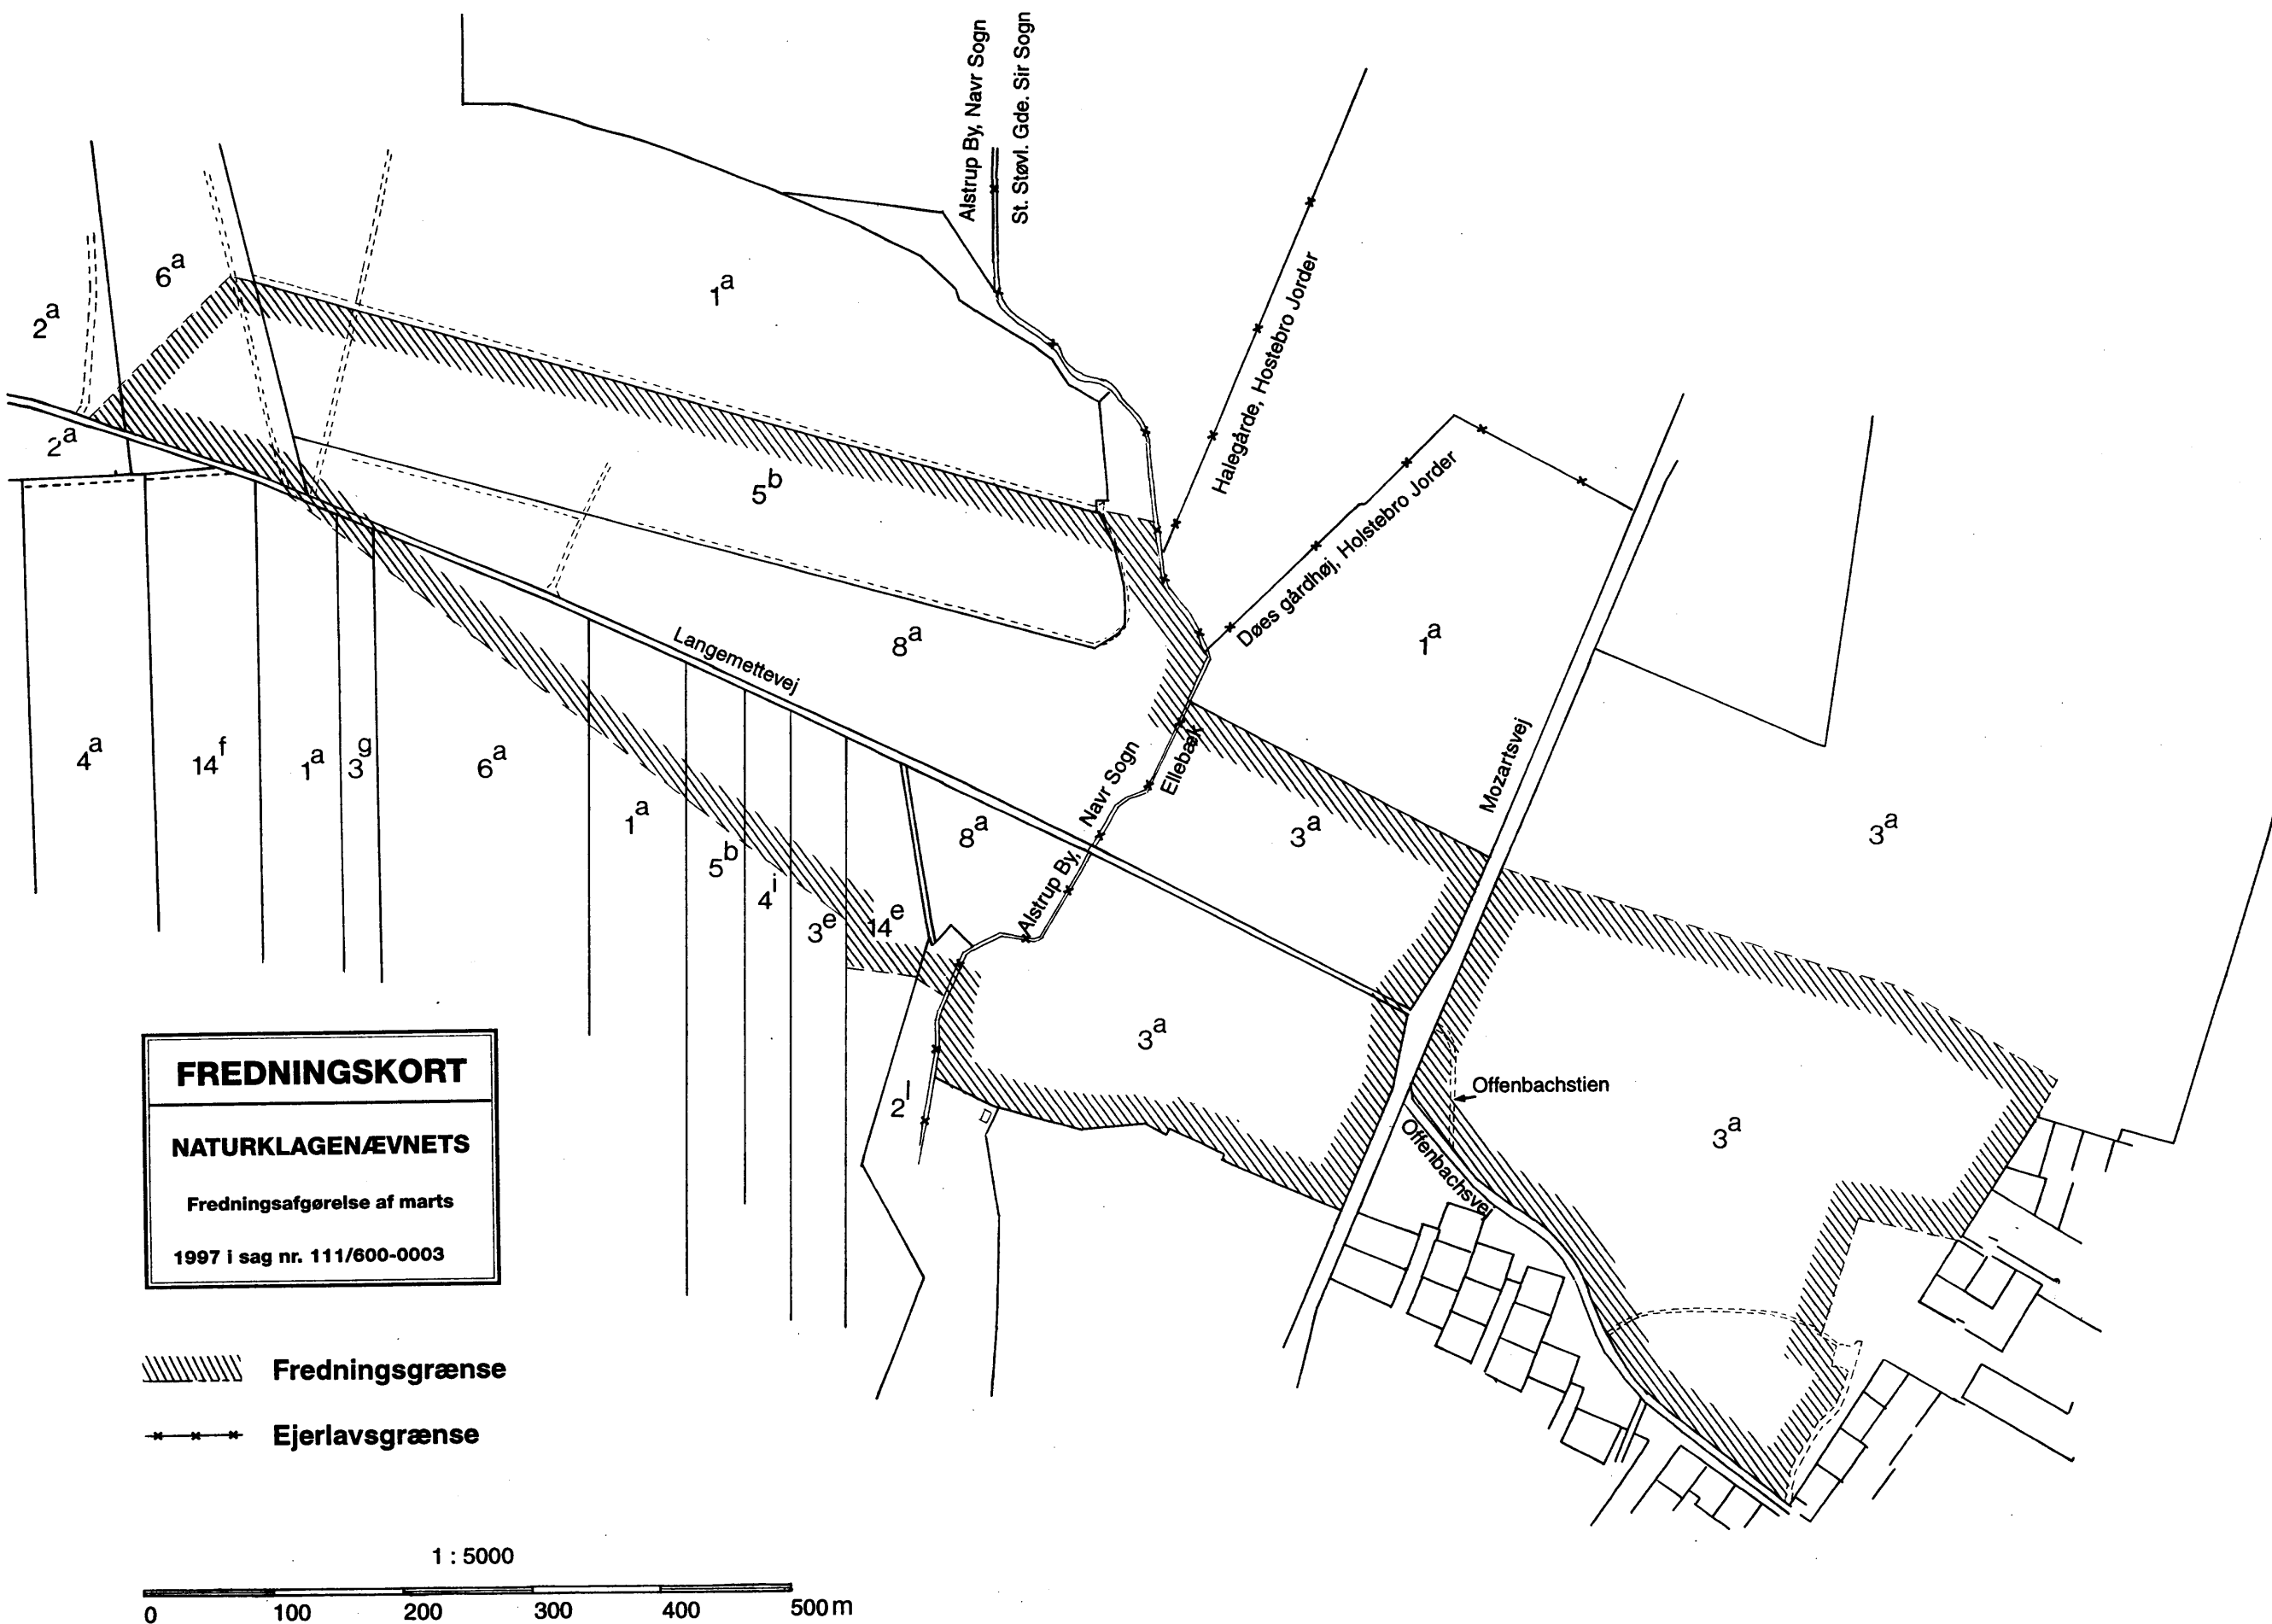 Alstrup By, Navr Sogn
St. Støvl. Gde. Sir Sogn
Halegårde, Hostebro Jorder
Døes gårdhøj, Holstebro Jorder
6a
2a
1a
2a
5b
8a
1a
Langemettevej
Mozartsvej
4a
14f
1a
3g
6a
1a
5b
4i
3e
14e
8a
Alstrup By, Navr Sogn
Ellebæk
3a
3a
3a
3a
2l
Offenbachstien
Offenbachsvej
FREDNINGSKORT
NATURKLAGENÆVNETS
Fredningsafgørelse af marts
1997 i sag nr. 111/600-0003
Fredningsgrænse
Ejerlavsgrænse
1 : 5000
0 100 200 300 400 500 m